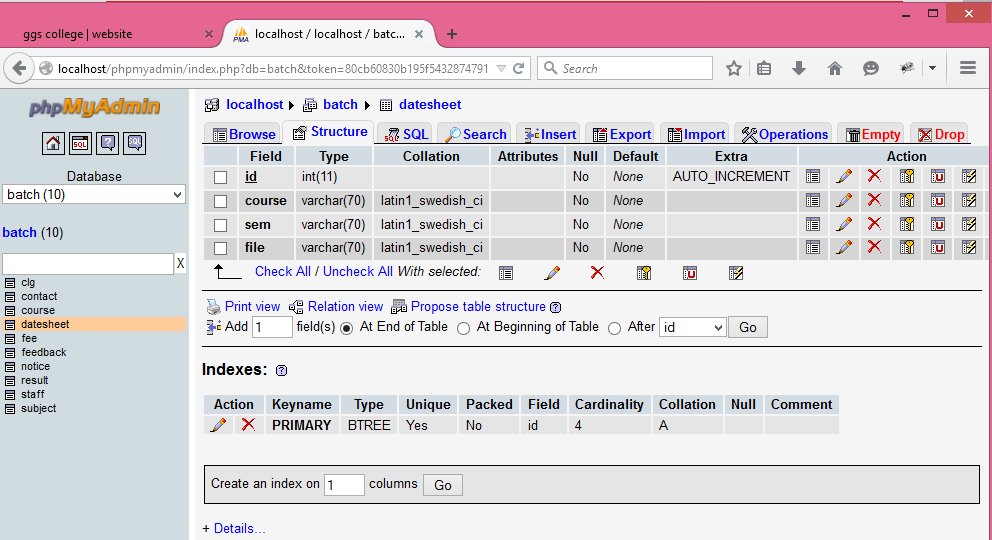 ggs college | website
PMA localhost / localhost / batc...
localhost/phpmyadmin/index.php?db=batch&token=80cb60830b195f5432874791
Search
phpMyAdmin
SQL
Database
batch (10)
batch (10)
X
clg
contact
course
datesheet
fee
feedback
notice
result
staff
subject
localhost batch datesheet
Browse Structure SQL Search Insert Export Import Operations Empty Drop
Field Type Collation Attributes Null Default Extra Action
id int(11) No None AUTO_INCREMENT
course varchar(70) latin1_swedish_ci No None
sem varchar(70) latin1_swedish_ci No None
file varchar(70) latin1_swedish_ci No None
Check All / Uncheck All With selected:
Print view Relation view Propose table structure
Add 1 field(s) At End of Table At Beginning of Table After id Go
Indexes:
Action Keyname Type Unique Packed Field Cardinality Collation Null Comment
PRIMARY BTREE Yes No id 4 A
Create an index on 1 columns Go
+ Details...